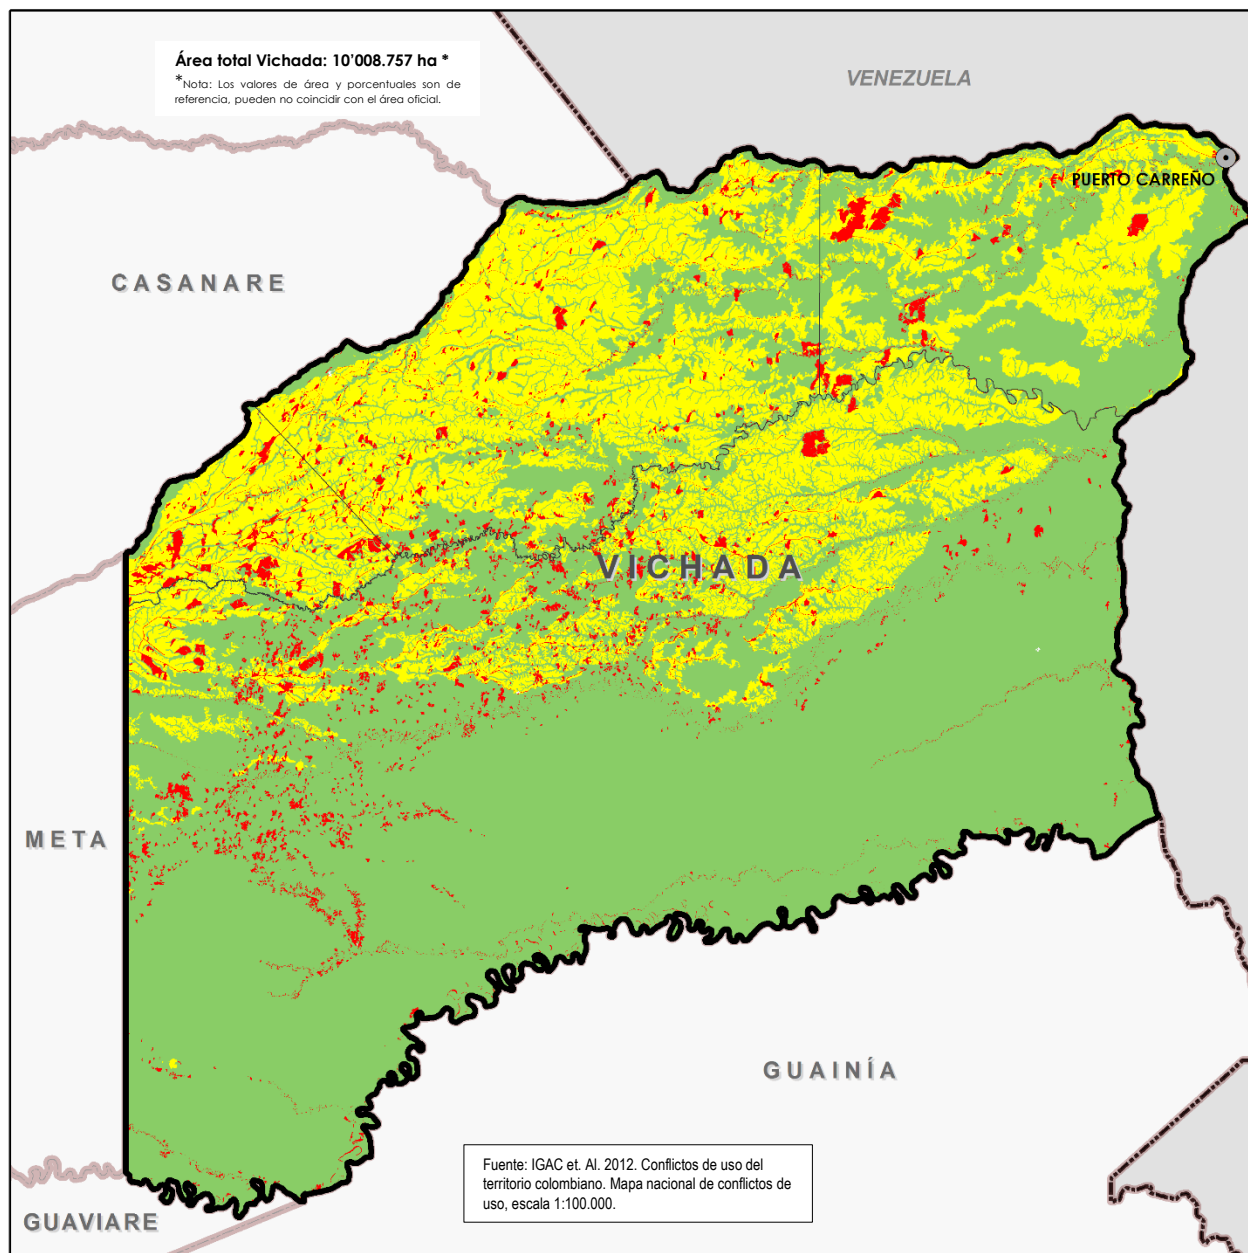 Área total Vichada: 10’008.757 ha *
*Nota: Los valores de área y porcentuales son de
referencia, pueden no coincidir con el área oficial.
VENEZUELA
PUERTO CARREÑO
CASANARE
VICHADA
META
GUAINÍA
Fuente: IGAC et. Al. 2012. Conflictos de uso del
territorio colombiano. Mapa nacional de conflictos de
uso, escala 1:100.000.
GUAVIARE